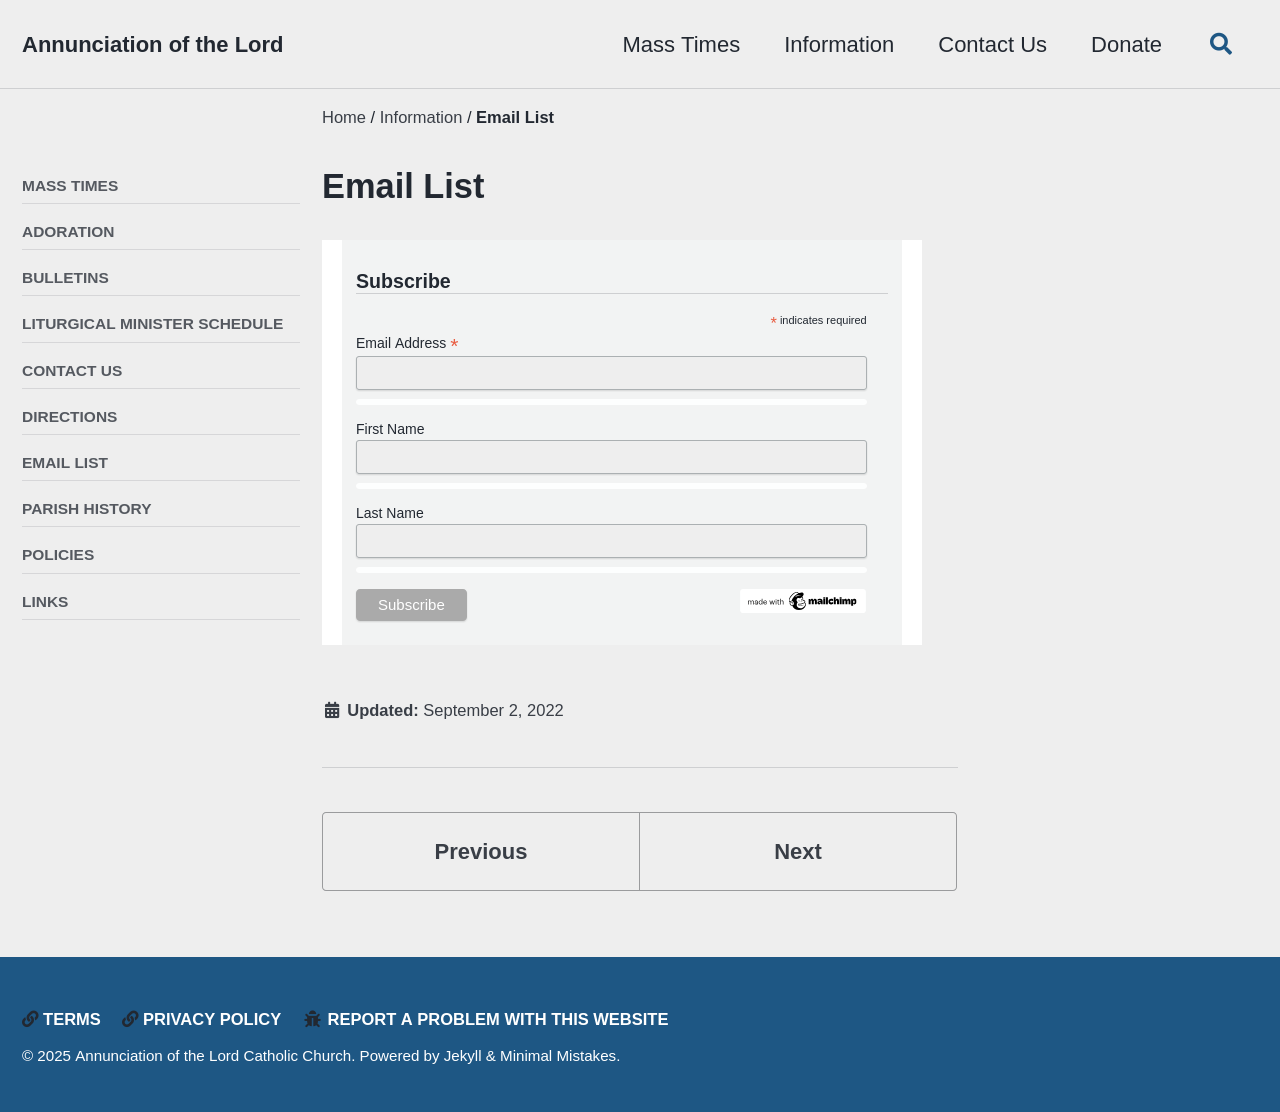 Annunciation of the Lord
Mass Times
Information
Contact Us
Donate
Home / Information / Email List
MASS TIMES
ADORATION
BULLETINS
LITURGICAL MINISTER SCHEDULE
CONTACT US
DIRECTIONS
EMAIL LIST
PARISH HISTORY
POLICIES
LINKS
Email List
Subscribe
* indicates required
Email Address *
First Name
Last Name
Subscribe
made with mailchimp
Updated: September 2, 2022
Previous
Next
TERMS
PRIVACY POLICY
REPORT A PROBLEM WITH THIS WEBSITE
© 2025 Annunciation of the Lord Catholic Church. Powered by Jekyll & Minimal Mistakes.